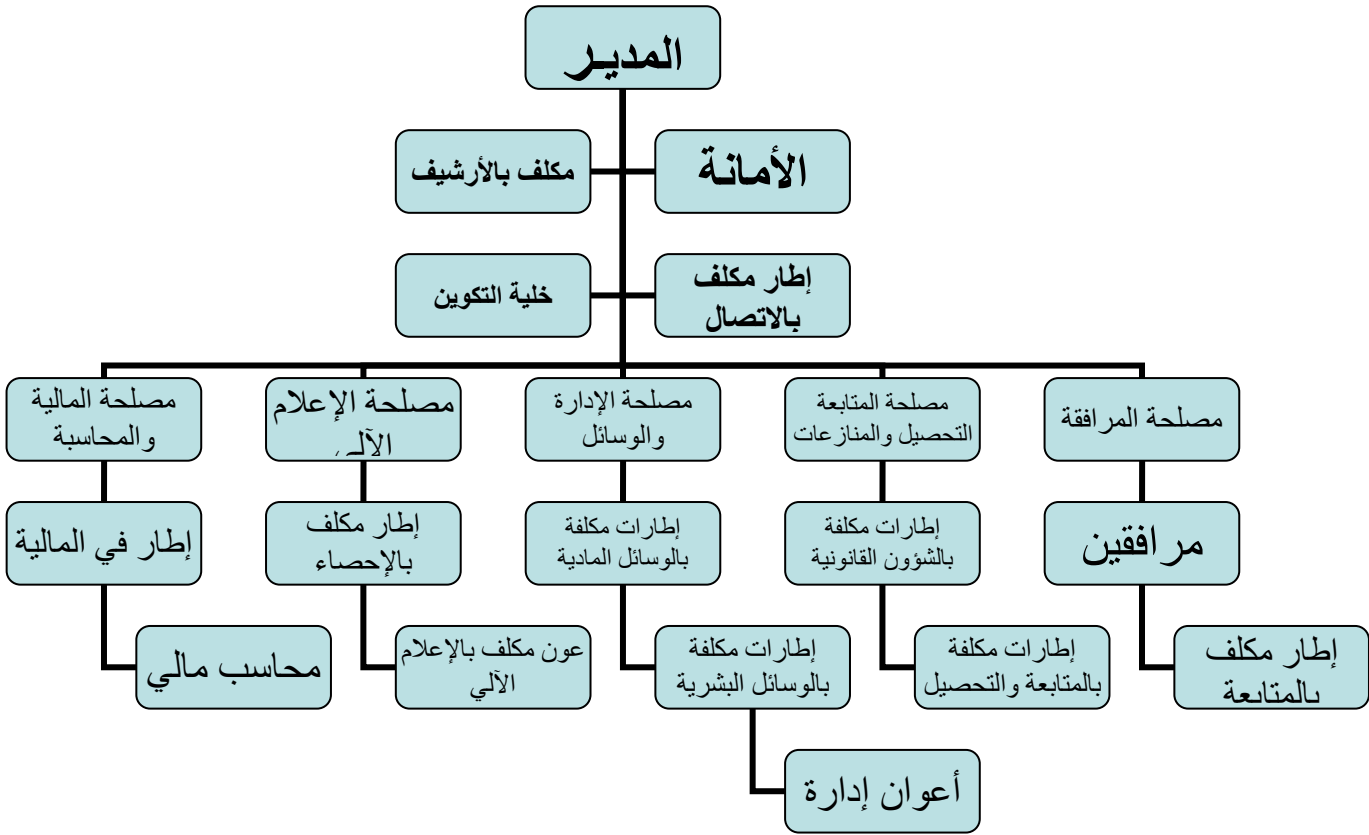 المديـر
الأمانـة
مكلف بالأرشيف
إطار مكلف
بالاتصال
خلية التكوين
مصلحة المرافقة
مصلحة المتابعة
التحصيل والمنازعات
مصلحة الإدارة
والوسائل
مصلحة الإعلام
الآلي
مصلحة المالية
والمحاسبة
مرافقين
إطارات مكلفة
بالشؤون القانونية
إطارات مكلفة
بالوسائل المادية
إطار مكلف
بالإحصاء
إطار في المالية
إطار مكلف
بالمتابعة
إطارات مكلفة
بالمتابعة والتحصيل
إطارات مكلفة
بالوسائل البشرية
عون مكلف بالإعلام
الآلي
محاسب مالي
أعوان إدارة